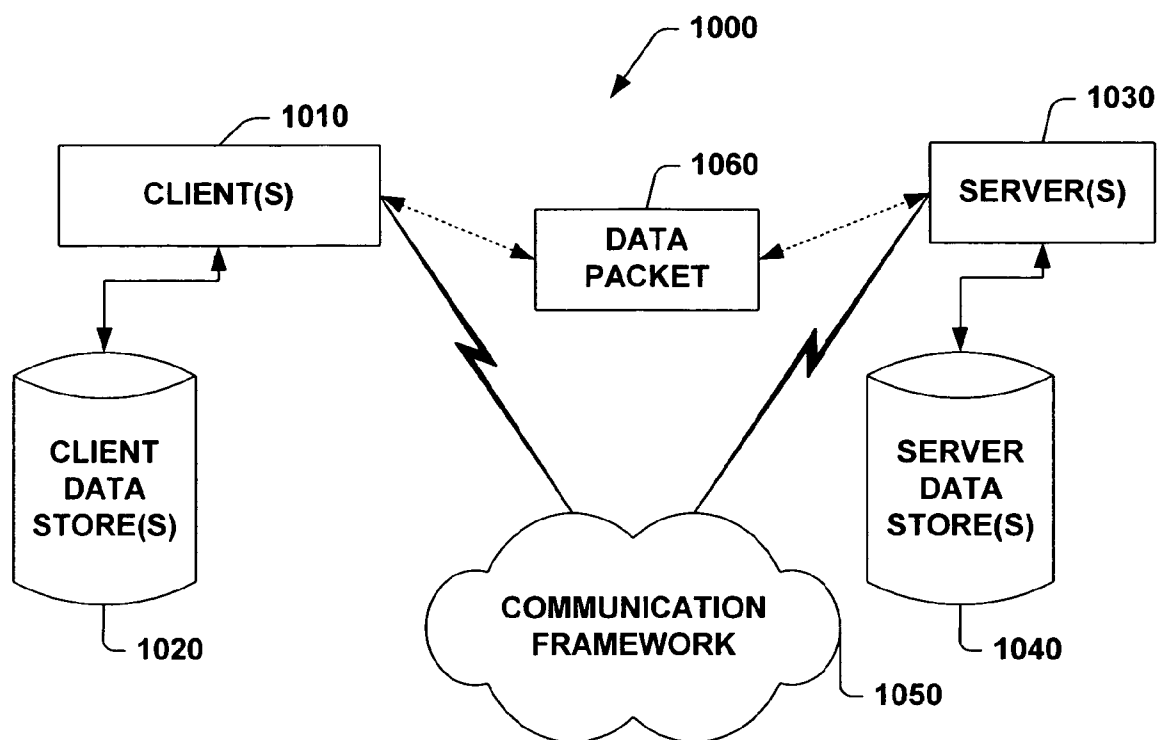 1000
1010
CLIENT(S)
1060
DATA
PACKET
1030
SERVER(S)
CLIENT
DATA
STORE(S)
1020
SERVER
DATA
STORE(S)
1040
COMMUNICATION
FRAMEWORK
1050